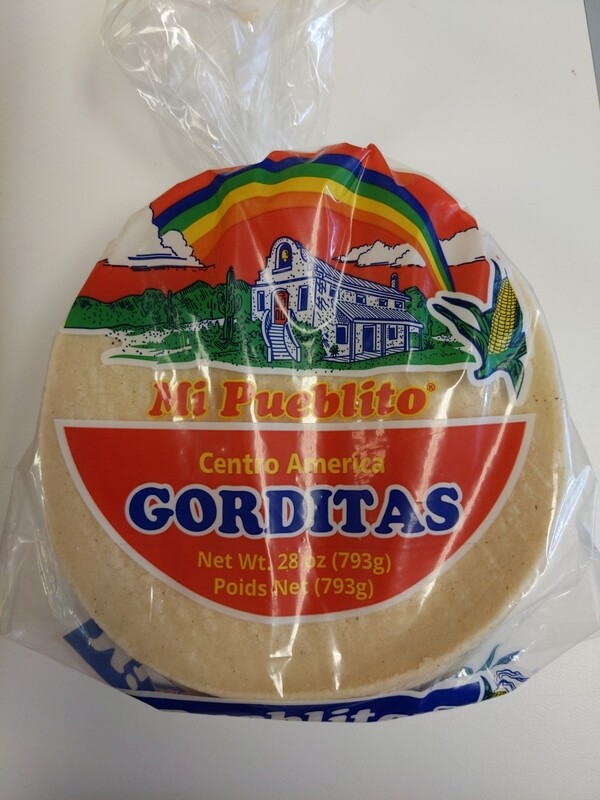 Mi Pueblito®
Centro America
GORDITAS
Net Wt. 28 oz (793g)
Poids Net (793g)